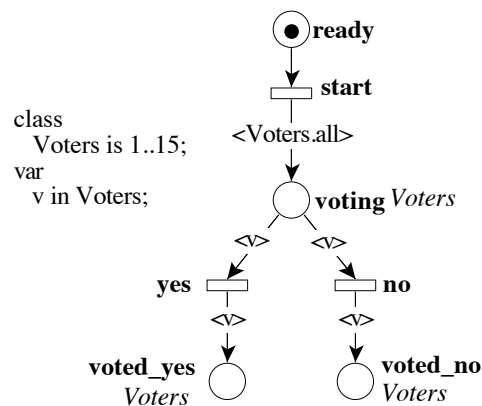 ready
start
class
Voters is 1..15;
var
v in Voters;
<Voters.all>
voting Voters
<v>
<v>
yes
no
<v>
<v>
voted_yes
Voters
voted_no
Voters